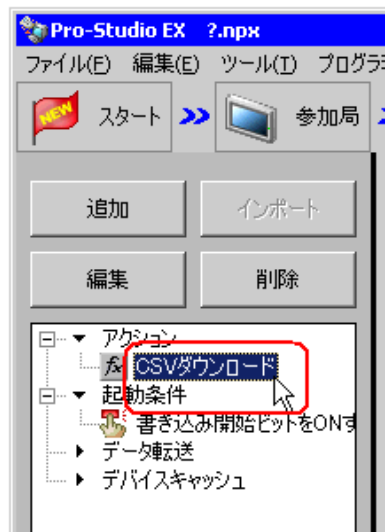 Pro-Studio EX ?.npx
ファイル(F) 編集(E) ツール(T) プログラ
NEW スタート 参加局
追加 インポート
編集 削除
アクション
fx CSVダウンロード
起動条件
書き込み開始ビットをONす
データ転送
デバイスキャッシュ